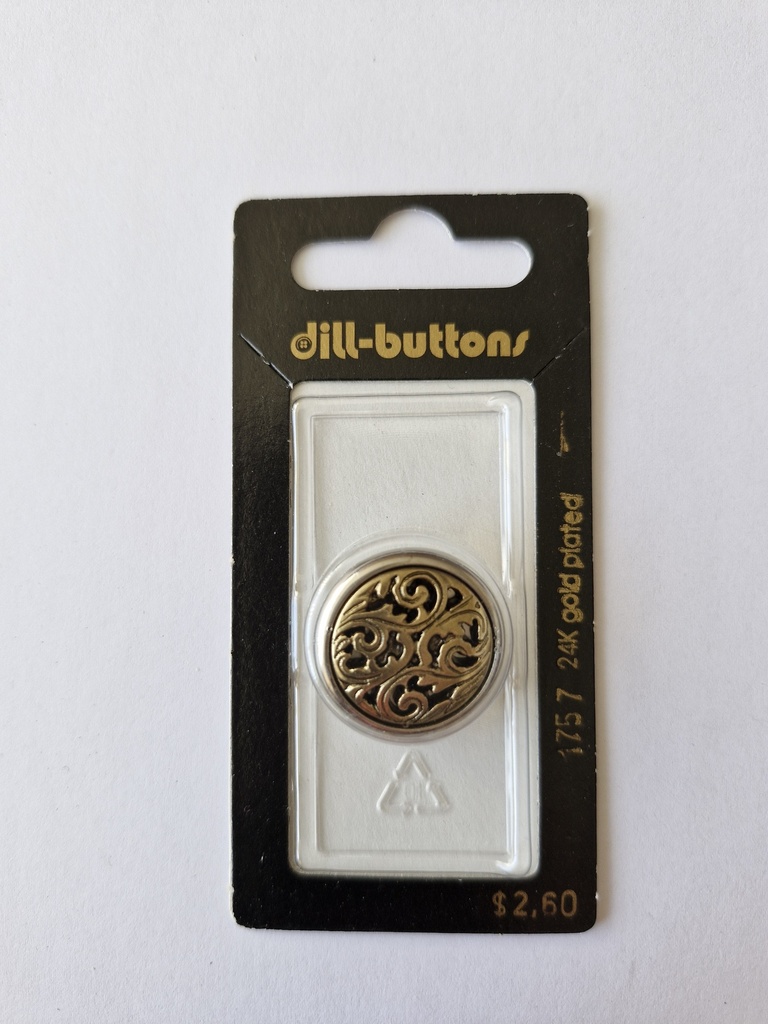 dill-buttons
175 7 24K gold plated
$2,60